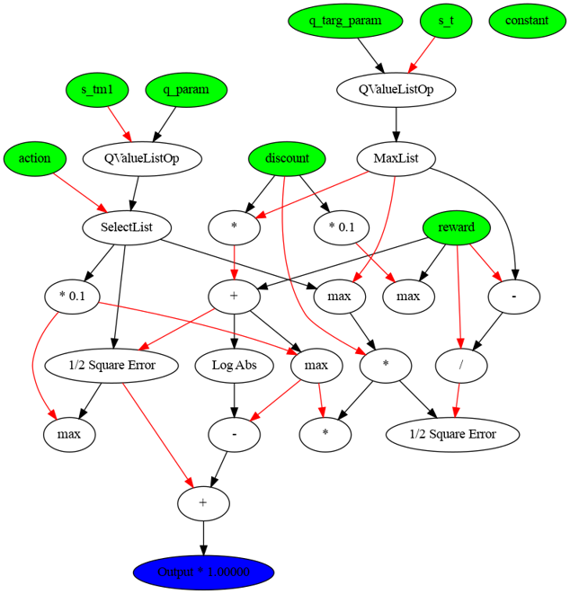 q_targ_param
s_t
constant
s_tm1
q_param
QValueListOp
action
QValueListOp
discount
MaxList
SelectList
*
* 0.1
reward
* 0.1
+
max
max
-
1/2 Square Error
Log Abs
max
*
/
max
-
*
1/2 Square Error
+
Output * 1.00000